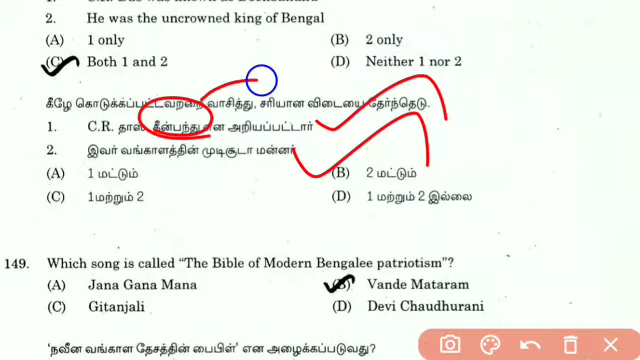 2. He was the uncrowned king of Bengal
(A) 1 only (B) 2 only
(C) Both 1 and 2 (D) Neither 1 nor 2
கீழே கொடுக்கப்பட்டவற்றை வாசித்து, சரியான விடையை தேர்ந்தெடு.
1. C.R. தாஸ் தீன்பந்து என அறியப்பட்டார்
2. இவர் வங்காளத்தின் முடிசூடா மன்னர்
(A) 1 மட்டும் (B) 2 மட்டும்
(C) 1மற்றும் 2 (D) 1 மற்றும் 2 இல்லை
149. Which song is called “The Bible of Modern Bengalee patriotism”?
(A) Jana Gana Mana (B) Vande Mataram
(C) Gitanjali (D) Devi Chaudhurani
‘நவீன வங்காள தேசத்தின் பைபிள்’ என அழைக்கப்படுவது?